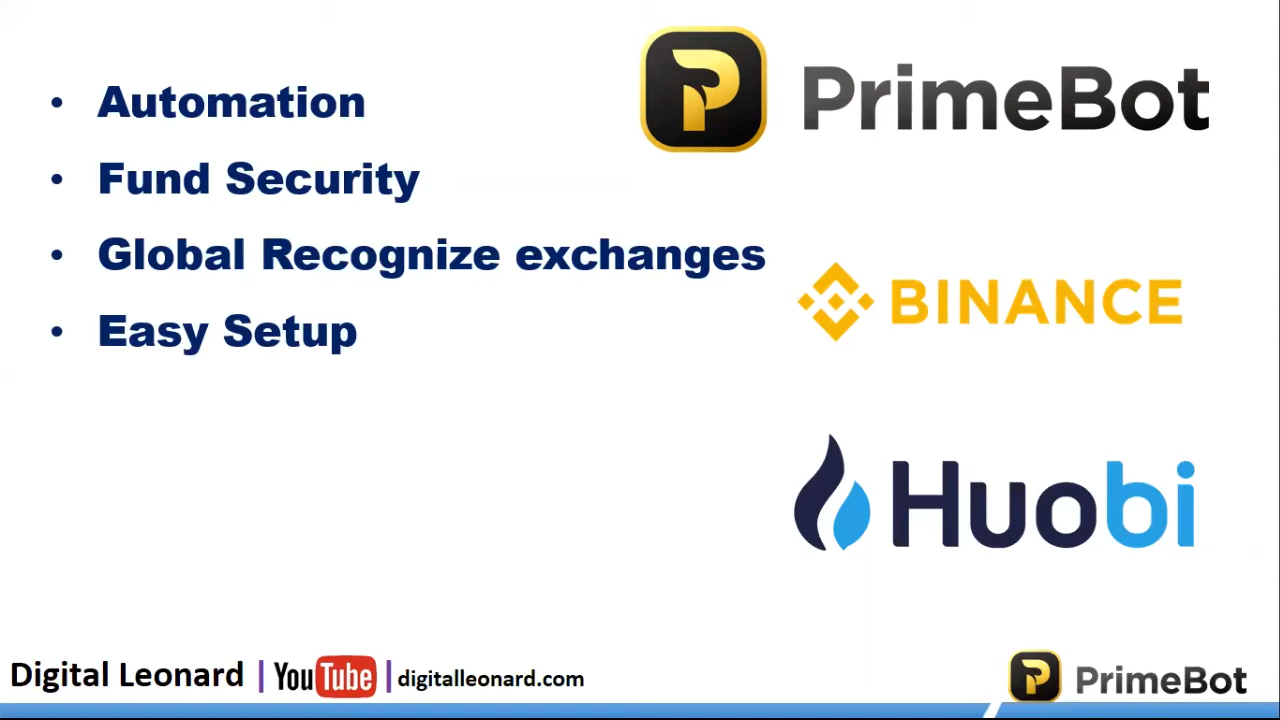 PrimeBot
• Automation
• Fund Security
• Global Recognize exchanges
• Easy Setup
BINANCE
Huobi
Digital Leonard | YouTube | digitalleonard.com
PrimeBot